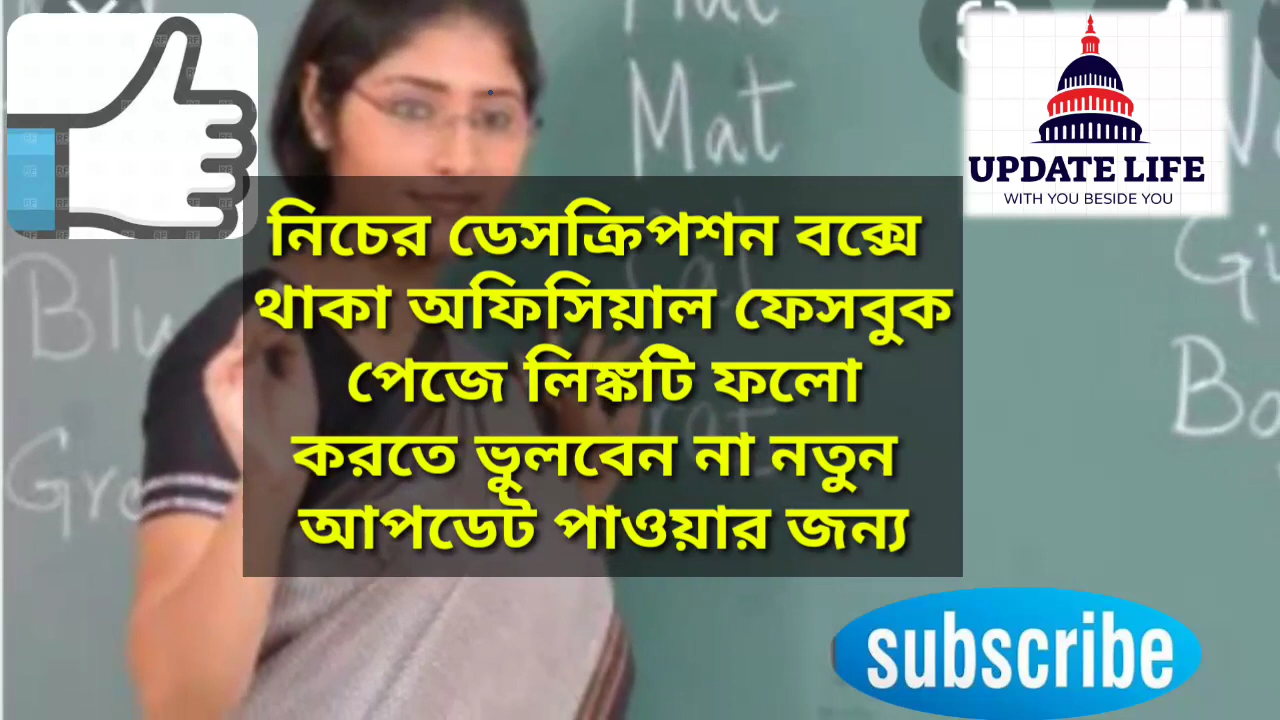 Mat
UPDATE LIFE
WITH YOU BESIDE YOU
নিচের ডেসক্রিপশন বক্সে
থাকা অফিসিয়াল ফেসবুক
পেজে লিঙ্কটি ফলো
করতে ভুলবেন না নতুন
আপডেট পাওয়ার জন্য
subscribe